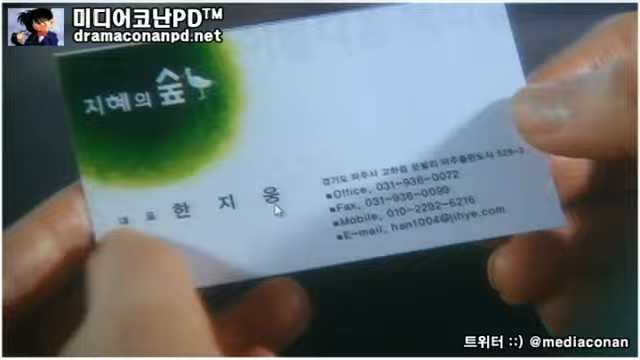 미디어코난PD™
dramaconanpd.net
지혜의 숲
대 표 한 지 웅
경기도 파주시 교하읍 문발리 파주출판도시 529-3
■Office, 031-936-0072
■Fax, 031-936-0099
■Mobile, 010-2292-6216
■E-mail, han1004@jihye.com
트위터 ::) @mediaconan